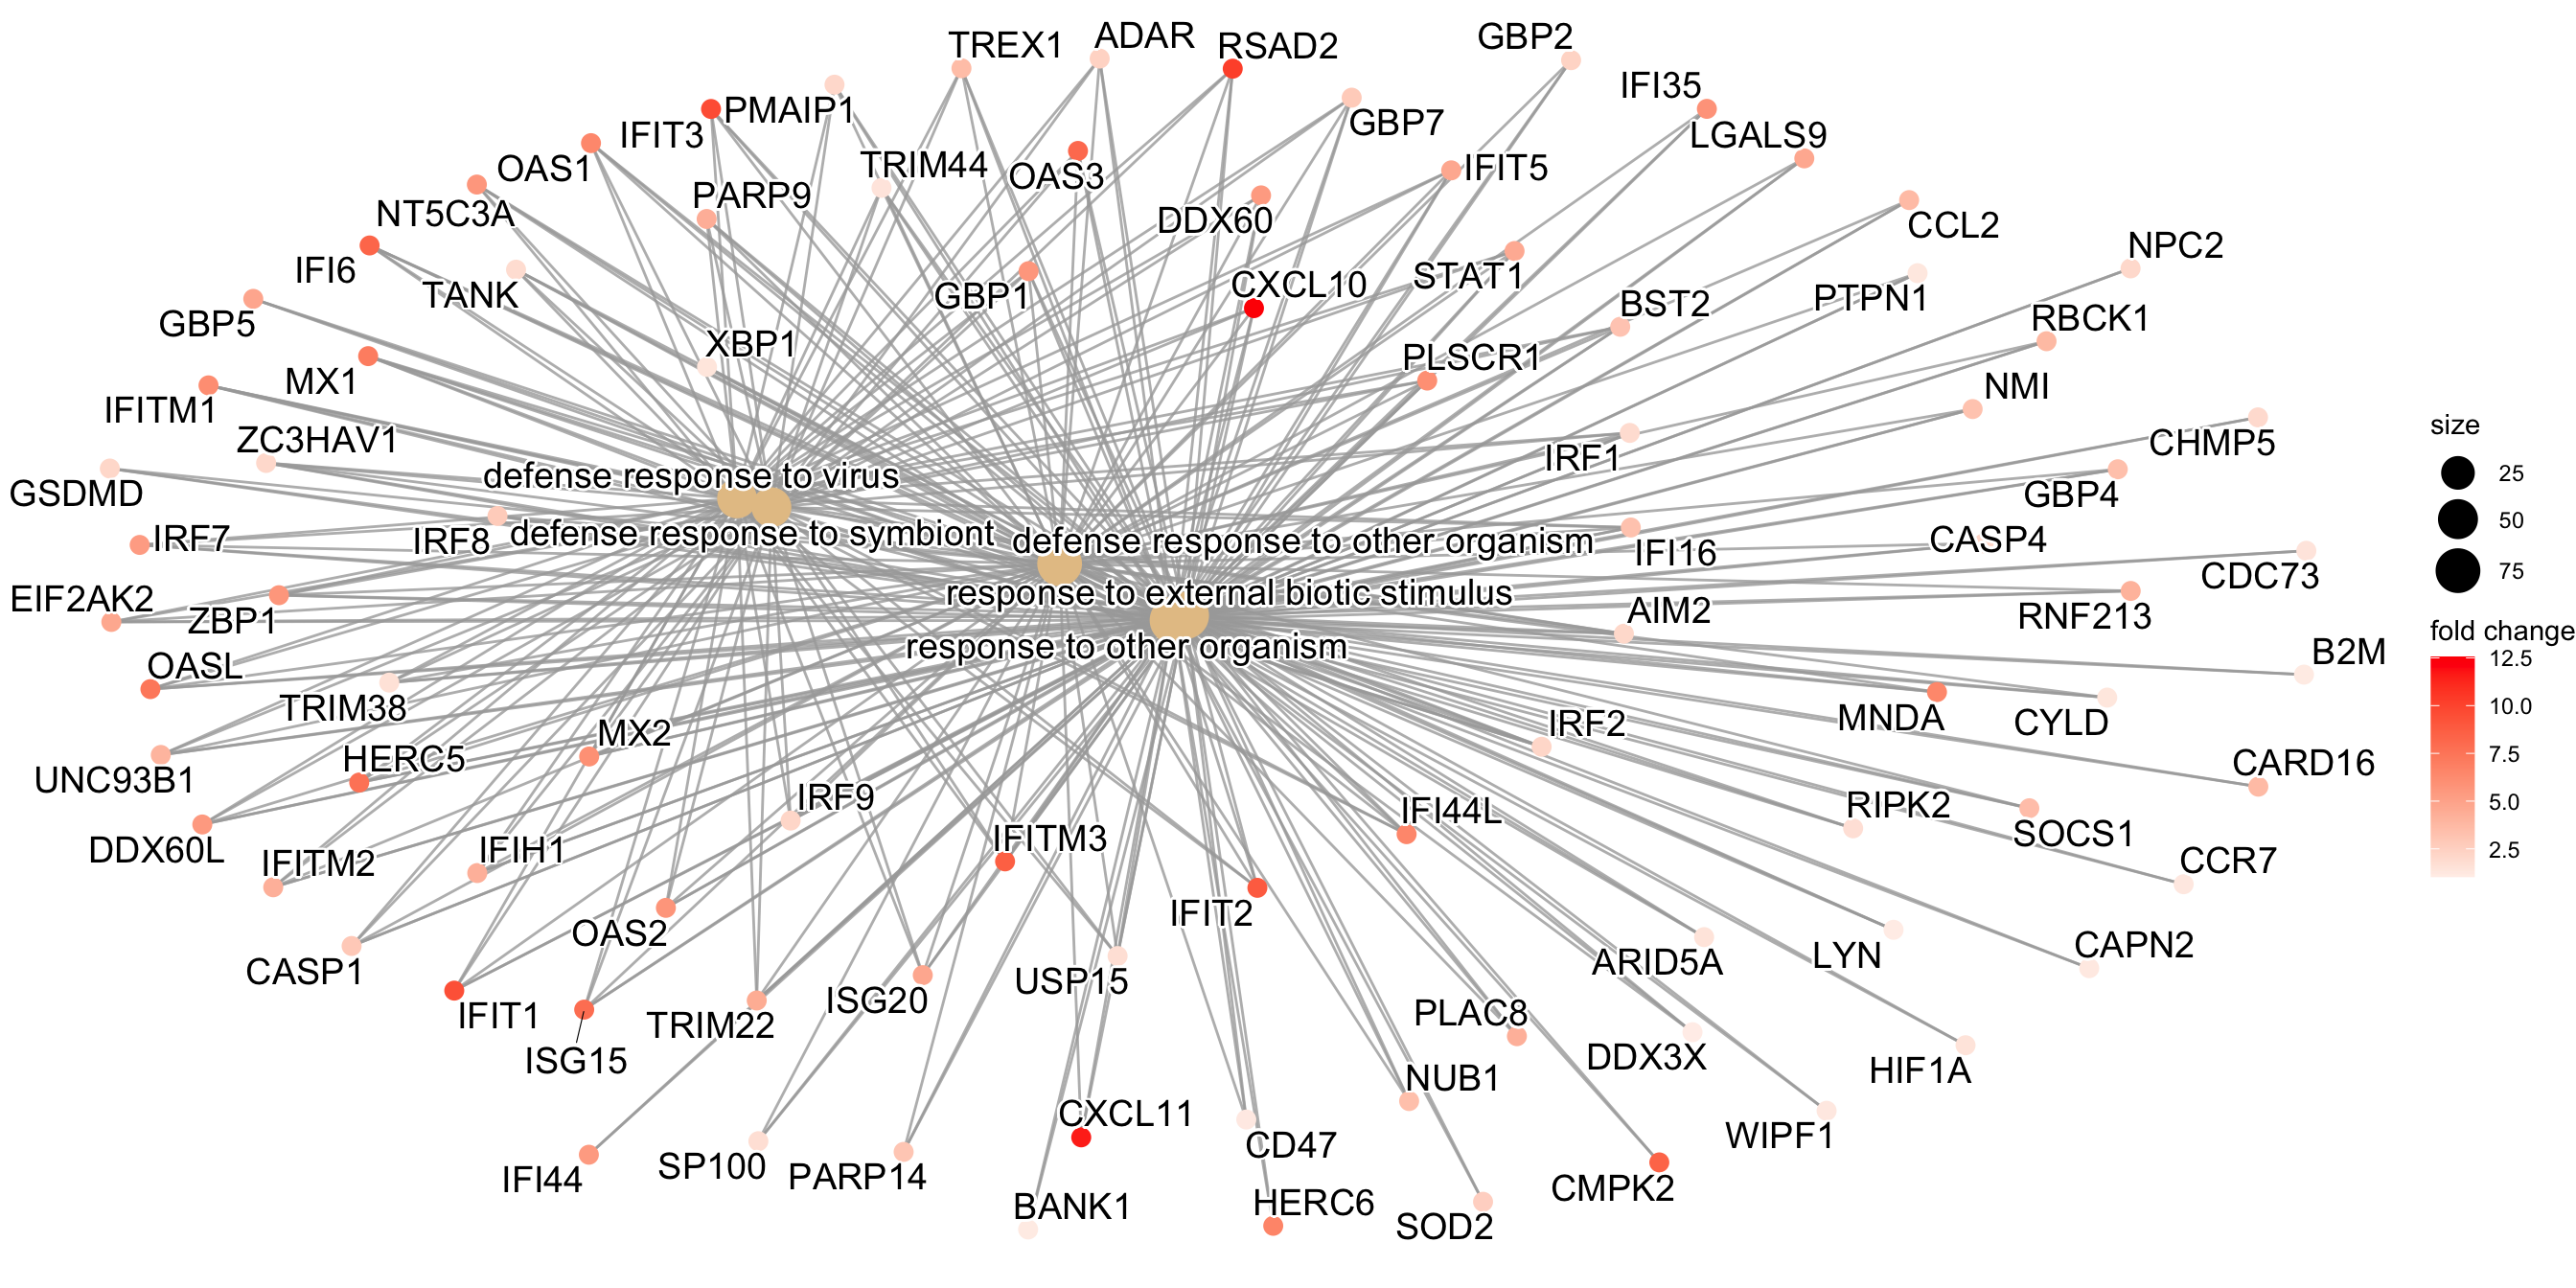 TREX1
ADAR
RSAD2
GBP2
IFI35
PMAIP1
IFIT3
GBP7
LGALS9
OAS1
TRIM44
OAS3
IFIT5
PARP9
NT5C3A
DDX60
CCL2
NPC2
IFI6
TANK
GBP1
CXCL10
STAT1
PTPN1
GBP5
BST2
RBCK1
XBP1
PLSCR1
MX1
NMI
IFITM1
ZC3HAV1
CHMP5
IRF1
defense response to virus
GSDMD
GBP4
IRF7
IRF8
defense response to symbiont
defense response to other organism
CASP4
IFI16
CDC73
EIF2AK2
ZBP1
response to external biotic stimulus
AIM2
RNF213
response to other organism
B2M
OASL
TRIM38
MX2
IRF2
MNDA
CYLD
HERC5
UNC93B1
CARD16
IRF9
RIPK2
IFI44L
SOCS1
DDX60L
IFITM2
IFIH1
IFITM3
CCR7
OAS2
IFIT2
CASP1
ARID5A
LYN
CAPN2
USP15
ISG20
IFIT1
TRIM22
PLAC8
ISG15
DDX3X
HIF1A
NUB1
CXCL11
CD47
WIPF1
IFI44
SP100
PARP14
CMPK2
BANK1
HERC6
SOD2
size
25
50
75
fold change
12.5
10.0
7.5
5.0
2.5